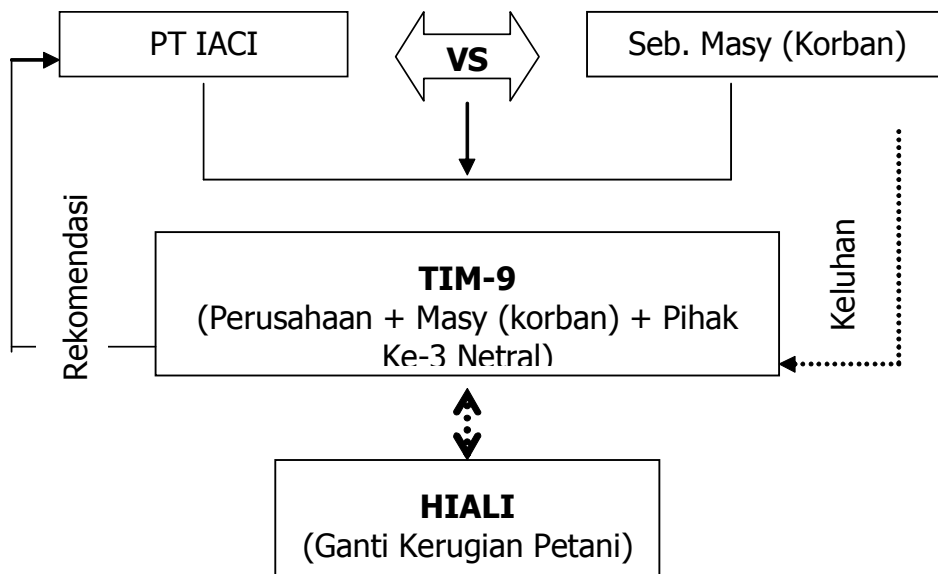 PT IACI
VS
Seb. Masy (Korban)
Rekomendasi
Keluhan
TIM-9
(Perusahaan + Masy (korban) + Pihak
Ke-3 Netral)
HIALI
(Ganti Kerugian Petani)